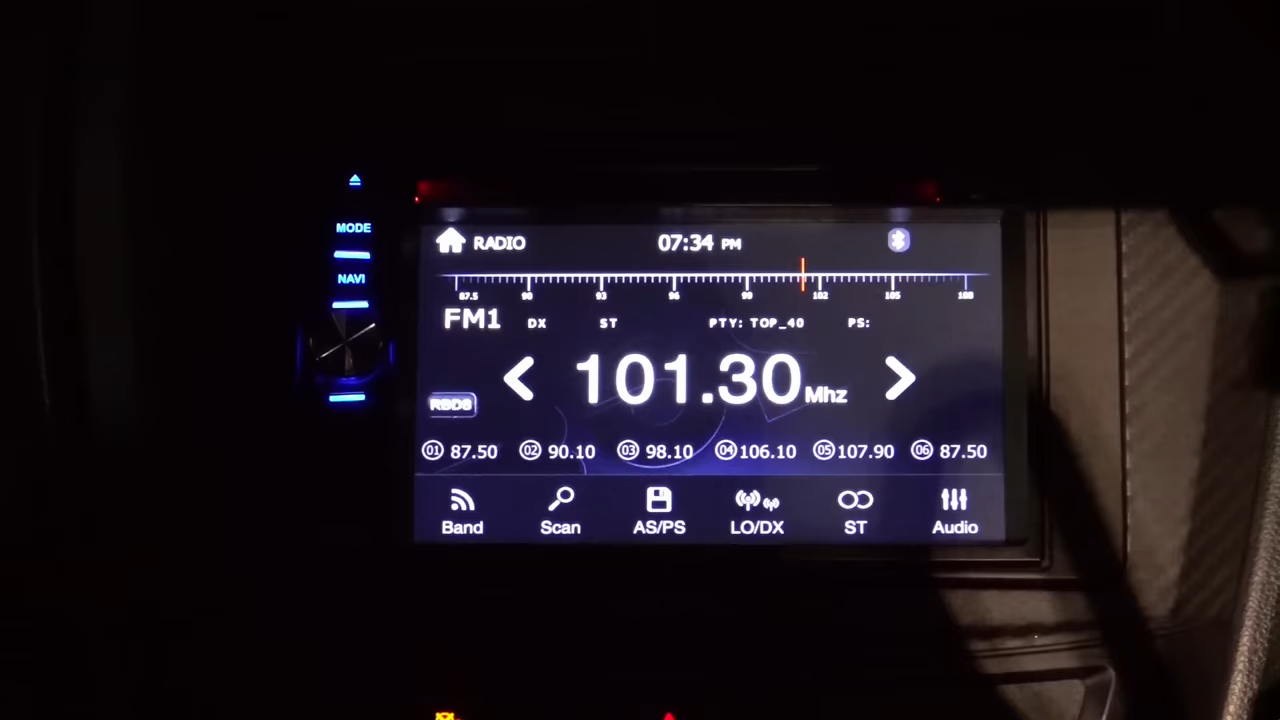 MODE
NAVI
RADIO 07:34 PM
87.5 90 93 96 99 102 105 108
FM1 DX ST PTY: TOP_40 PS:
101.30 Mhz
RBDS
01 87.50 02 90.10 03 98.10 04 106.10 05 107.90 06 87.50
Band Scan AS/PS LO/DX ST Audio